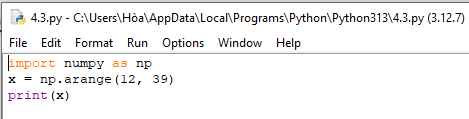 4.3.py - C:\Users\Hòa\AppData\Local\Programs\Python\Python313\4.3.py (3.12.7)
File Edit Format Run Options Window Help
import numpy as np
x = np.arange(12, 39)
print(x)